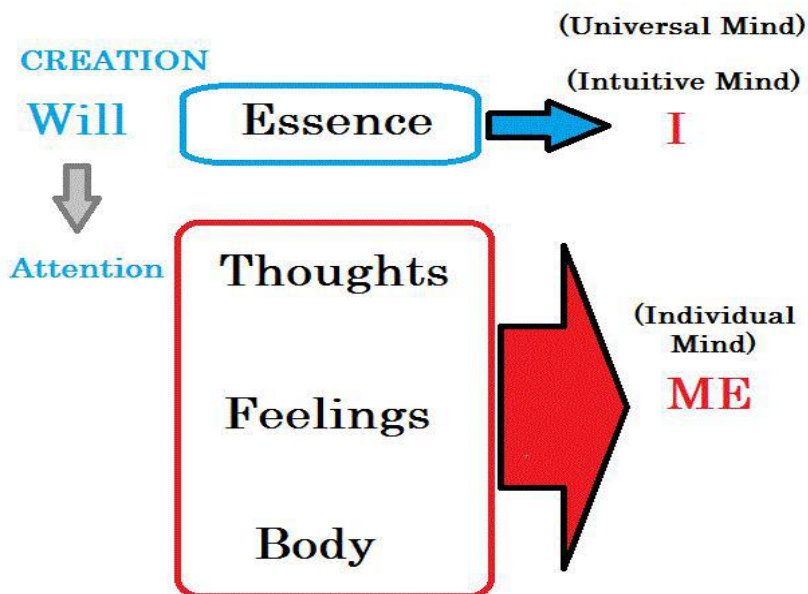 (Universal Mind)
CREATION
(Intuitive Mind)
Will
Essence
I
Attention
Thoughts
(Individual
Mind)
ME
Feelings
Body